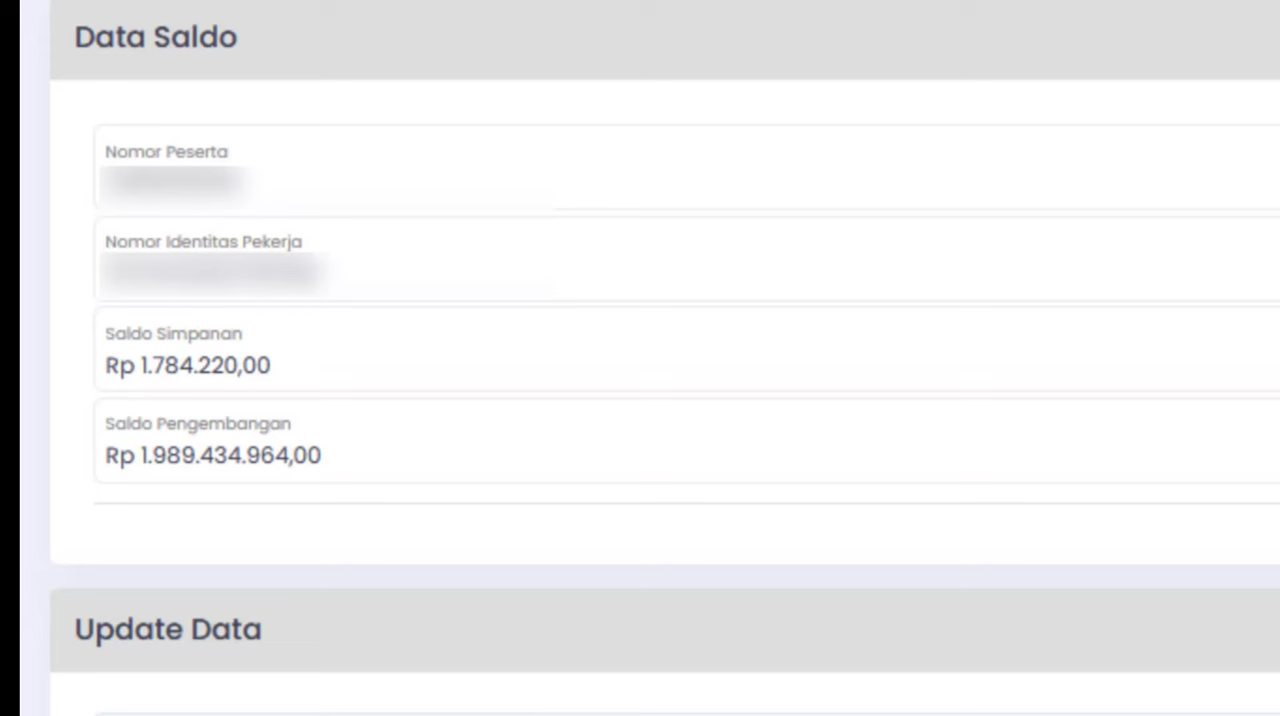 Data Saldo
Nomor Peserta
Nomor Identitas Pekerja
Saldo Simpanan
Rp 1.784.220,00
Saldo Pengembangan
Rp 1.989.434.964,00
Update Data